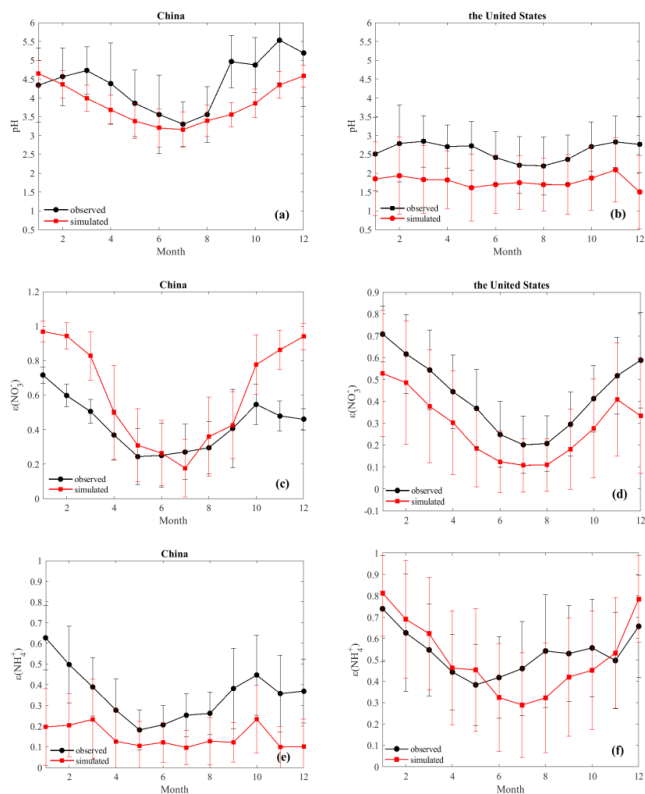 China
6
5.5
5
4.5
4
3.5
3
2.5
2
1.5
1
0.5
pH
observed
simulated
(a)
2 4 6 8 10 12
Month
the United States
6
5.5
5
4.5
4
3.5
3
2.5
2
1.5
1
0.5
pH
observed
simulated
(b)
2 4 6 8 10 12
Month
China
1.2
1
0.8
0.6
0.4
0.2
0
ε(NO₃⁻)
observed
simulated
(c)
2 4 6 8 10 12
Month
the United States
0.9
0.8
0.7
0.6
0.5
0.4
0.3
0.2
0.1
0
-0.1
ε(NO₃⁻)
observed
simulated
(d)
2 4 6 8 10 12
Month
China
1
0.9
0.8
0.7
0.6
0.5
0.4
0.3
0.2
0.1
0
ε(NH₄⁺)
observed
simulated
(e)
2 4 6 8 10 12
Month
1
0.9
0.8
0.7
0.6
0.5
0.4
0.3
0.2
0.1
0
ε(NH₄⁺)
observed
simulated
(f)
2 4 6 8 10 12
Month